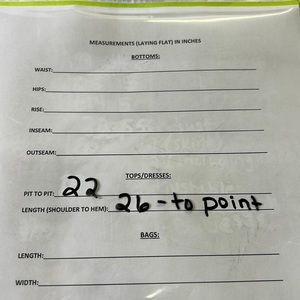 MEASUREMENTS (LAYING FLAT) IN INCHES
BOTTOMS:
WAIST:
HIPS:
RISE:
INSEAM:
OUTSEAM:
TOPS/DRESSES:
PIT TO PIT: 22
LENGTH (SHOULDER TO HEM): 26 - to point
BAGS:
LENGTH:
WIDTH: